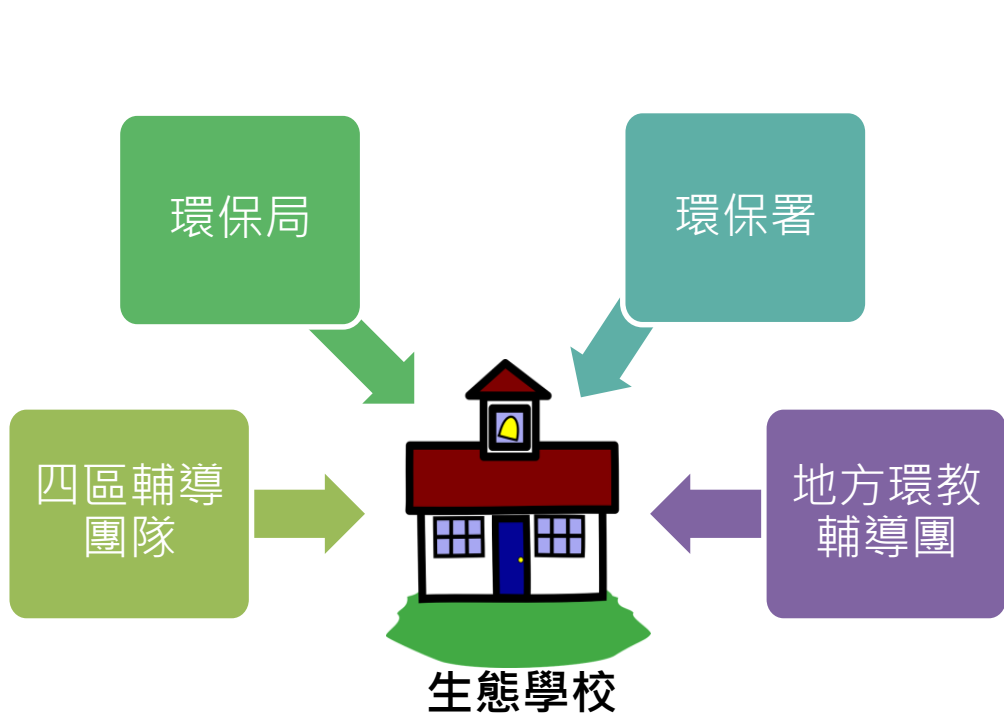 環保局
環保署
四區輔導
團隊
地方環教
輔導團
生態學校